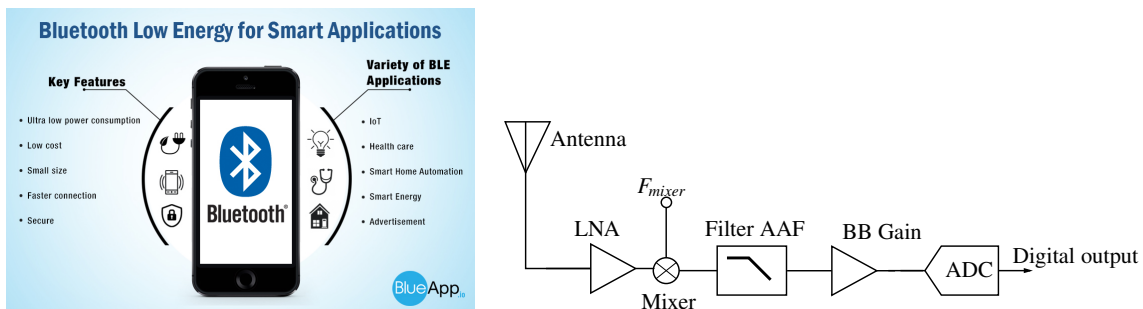 Bluetooth Low Energy for Smart Applications
Key Features
Variety of BLE
Applications
• Ultra low power consumption
• Low cost
• Small size
• Faster connection
• Secure
Bluetooth®
• IoT
• Health care
• Smart Home Automation
• Smart Energy
• Advertisement
BlueApp.io
Antenna
F_mixer
LNA
Mixer
Filter AAF
BB Gain
ADC
Digital output